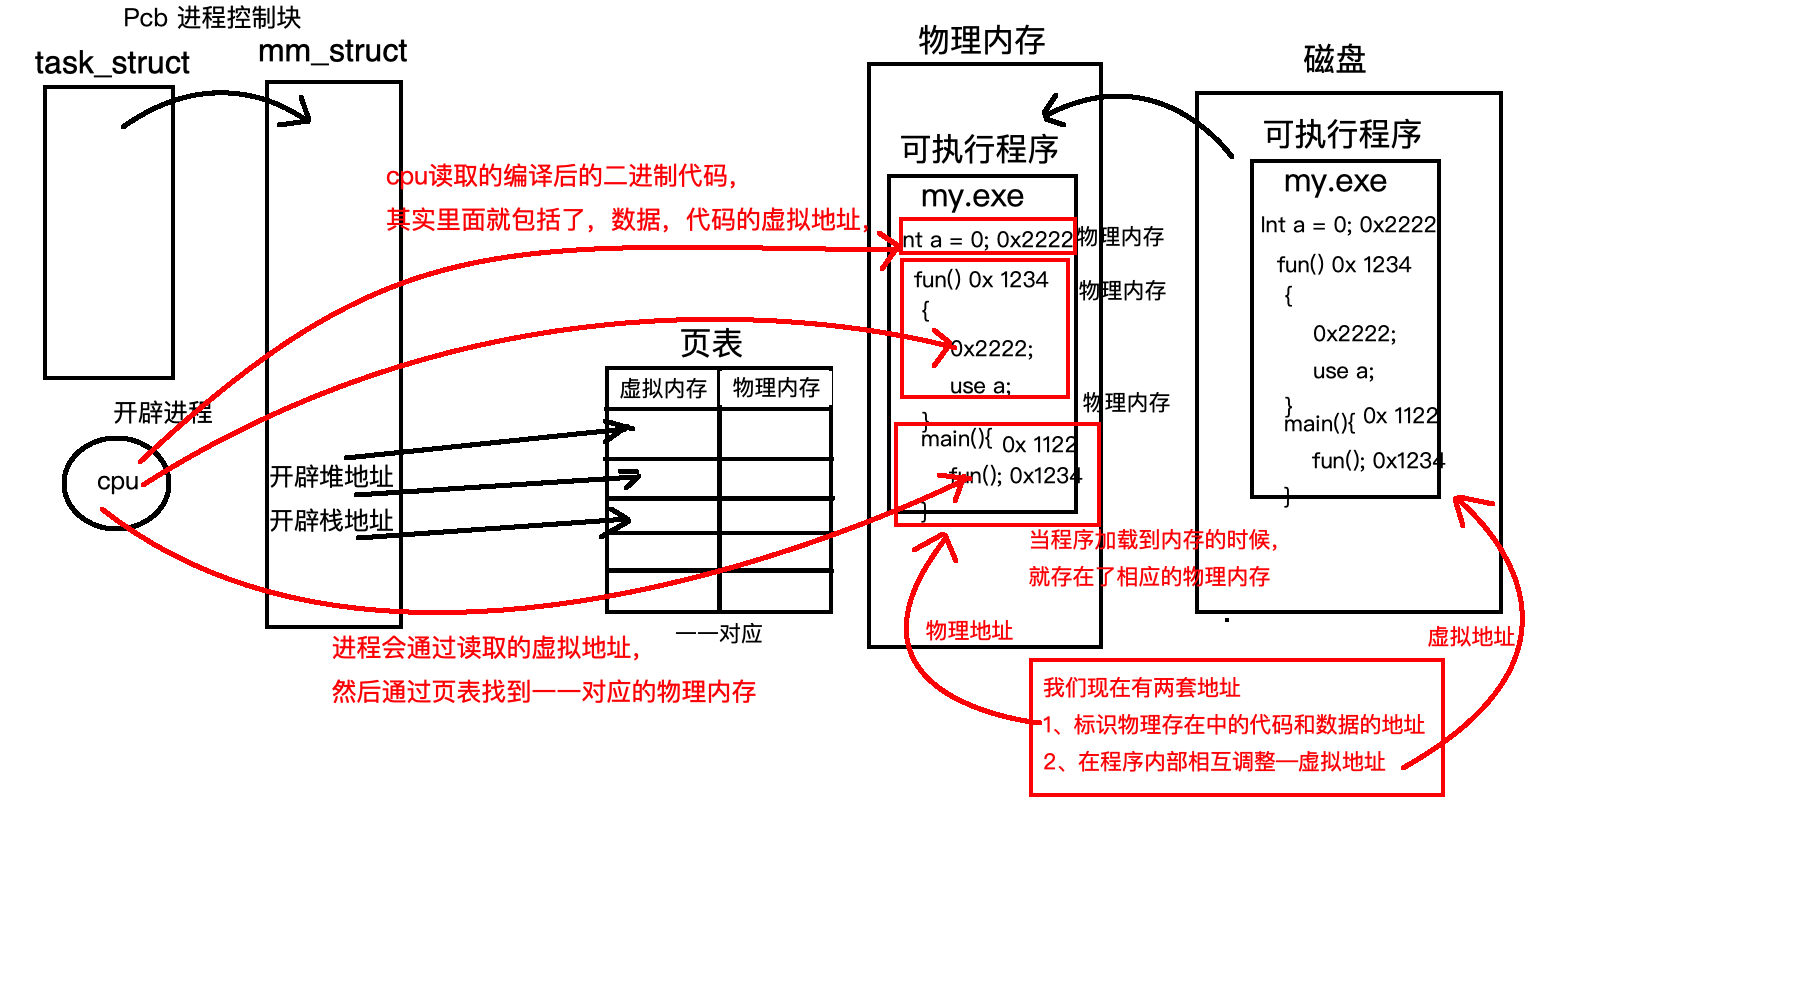 Pcb 进程控制块
task_struct
mm_struct
物理内存
磁盘
可执行程序
my.exe
nt a = 0; 0x2222
物理内存
fun() 0x 1234
物理内存
{
0x2222;
use a;
物理内存
}
main(){ 0x 1122
fun(); 0x1234
}
可执行程序
my.exe
Int a = 0; 0x2222
fun() 0x 1234
{
0x2222;
use a;
}
main(){ 0x 1122
fun(); 0x1234
}
cpu读取的编译后的二进制代码，
其实里面就包括了，数据，代码的虚拟地址，
页表
虚拟内存 物理内存
一一对应
开辟进程
cpu
开辟堆地址
开辟栈地址
进程会通过读取的虚拟地址，
然后通过页表找到一一对应的物理内存
当程序加载到内存的时候，
就存在了相应的物理内存
物理地址
虚拟地址
我们现在有两套地址
1、标识物理存在中的代码和数据的地址
2、在程序内部相互调整—虚拟地址